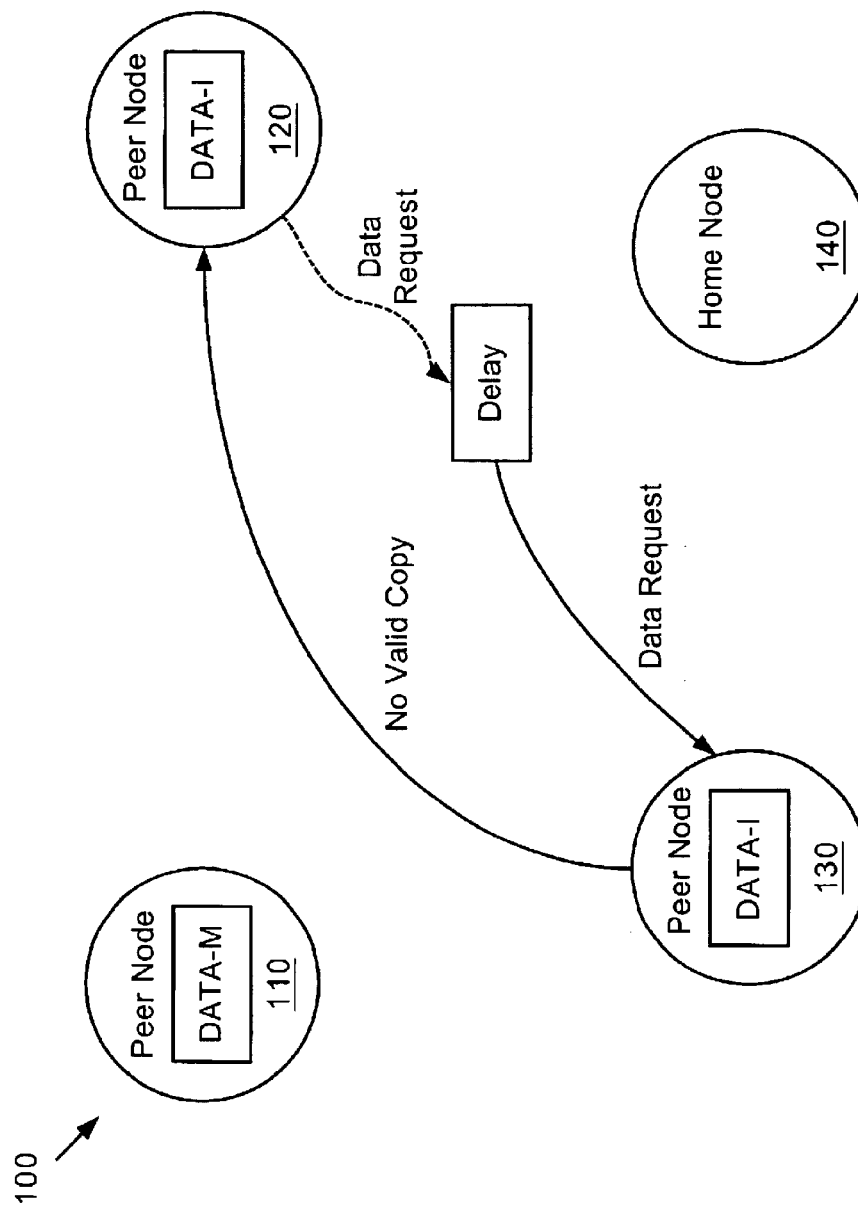 100
Peer Node
DATA-M
110
Peer Node
DATA-I
120
No Valid Copy
Data
Request
Delay
Data Request
Peer Node
DATA-I
130
Home Node
140